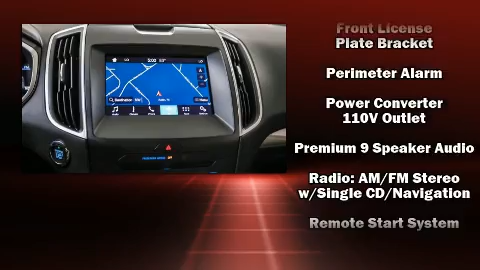 Front License
Plate Bracket
Perimeter Alarm
Power Converter
110V Outlet
Premium 9 Speaker Audio
Radio: AM/FM Stereo
w/Single CD/Navigation
Remote Start System